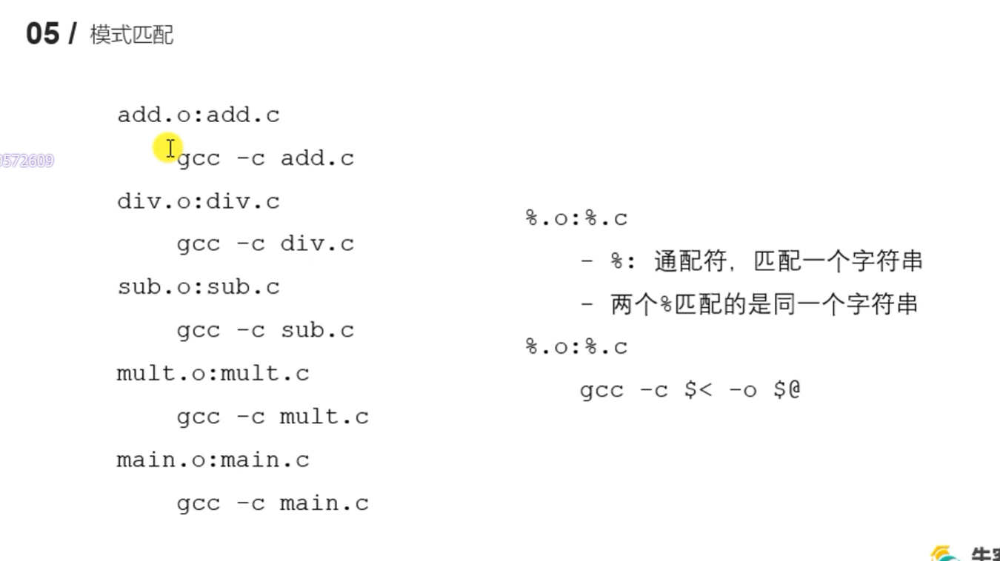 05 / 模式匹配
add.o:add.c
gcc -c add.c
div.o:div.c
gcc -c div.c
sub.o:sub.c
gcc -c sub.c
mult.o:mult.c
gcc -c mult.c
main.o:main.c
gcc -c main.c
9572609
%.o:%.c
- %: 通配符, 匹配一个字符串
- 两个%匹配的是同一个字符串
%.o:%.c
gcc -c $< -o $@